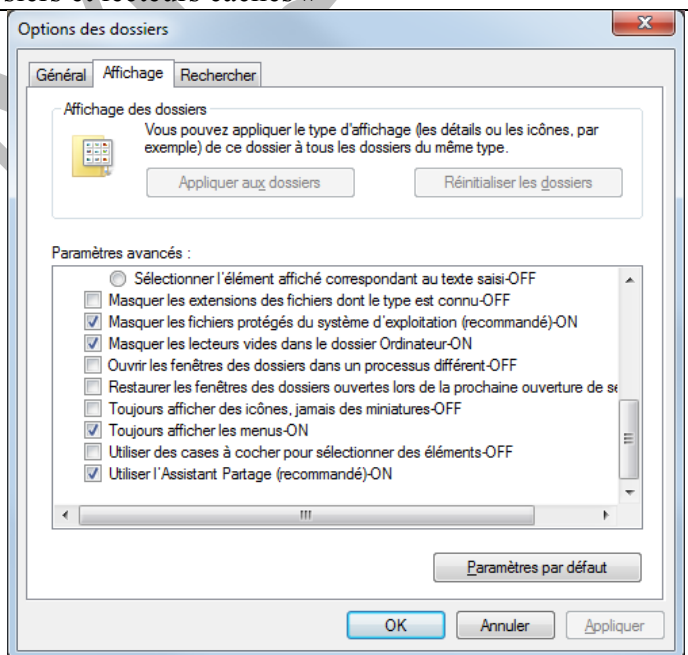 siers et lecteurs cachés »
Options des dossiers
Général Affichage Rechercher
Affichage des dossiers
Vous pouvez appliquer le type d'affichage (les détails ou les icônes, par
exemple) de ce dossier à tous les dossiers du même type.
Appliquer aux dossiers Réinitialiser les dossiers
Paramètres avancés :
Sélectionner l'élément affiché correspondant au texte saisi-OFF
Masquer les extensions des fichiers dont le type est connu-OFF
Masquer les fichiers protégés du système d'exploitation (recommandé)-ON
Masquer les lecteurs vides dans le dossier Ordinateur-ON
Ouvrir les fenêtres des dossiers dans un processus différent-OFF
Restaurer les fenêtres des dossiers ouvertes lors de la prochaine ouverture de se
Toujours afficher des icônes, jamais des miniatures-OFF
Toujours afficher les menus-ON
Utiliser des cases à cocher pour sélectionner des éléments-OFF
Utiliser l'Assistant Partage (recommandé)-ON
Paramètres par défaut
OK Annuler Appliquer